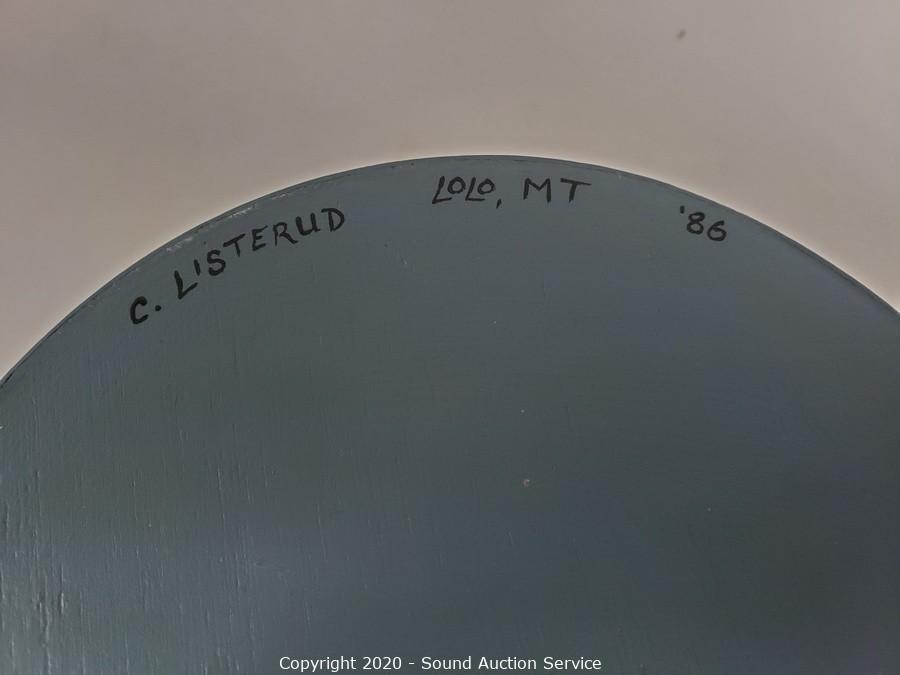 C. LISTERUD LOLO, MT '86
Copyright 2020 - Sound Auction Service